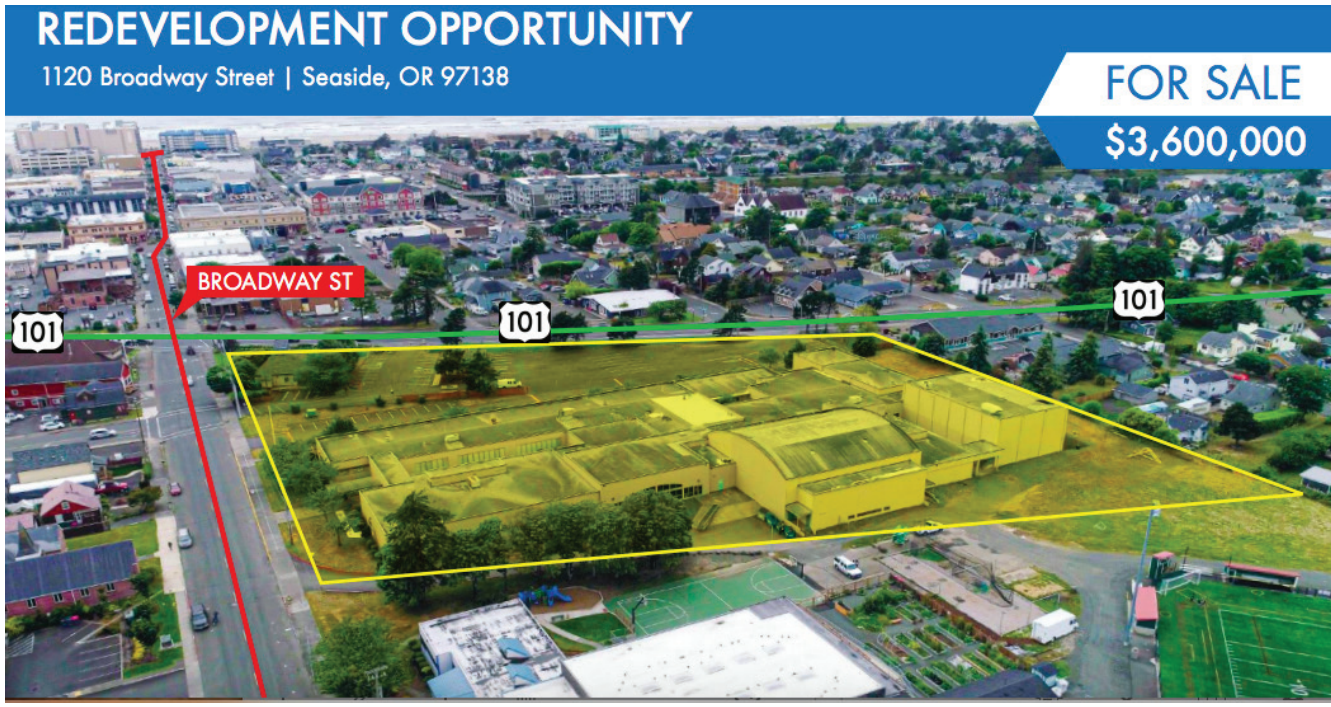 REDEVELOPMENT OPPORTUNITY
1120 Broadway Street | Seaside, OR 97138
FOR SALE
$3,600,000
BROADWAY ST
101
101
101